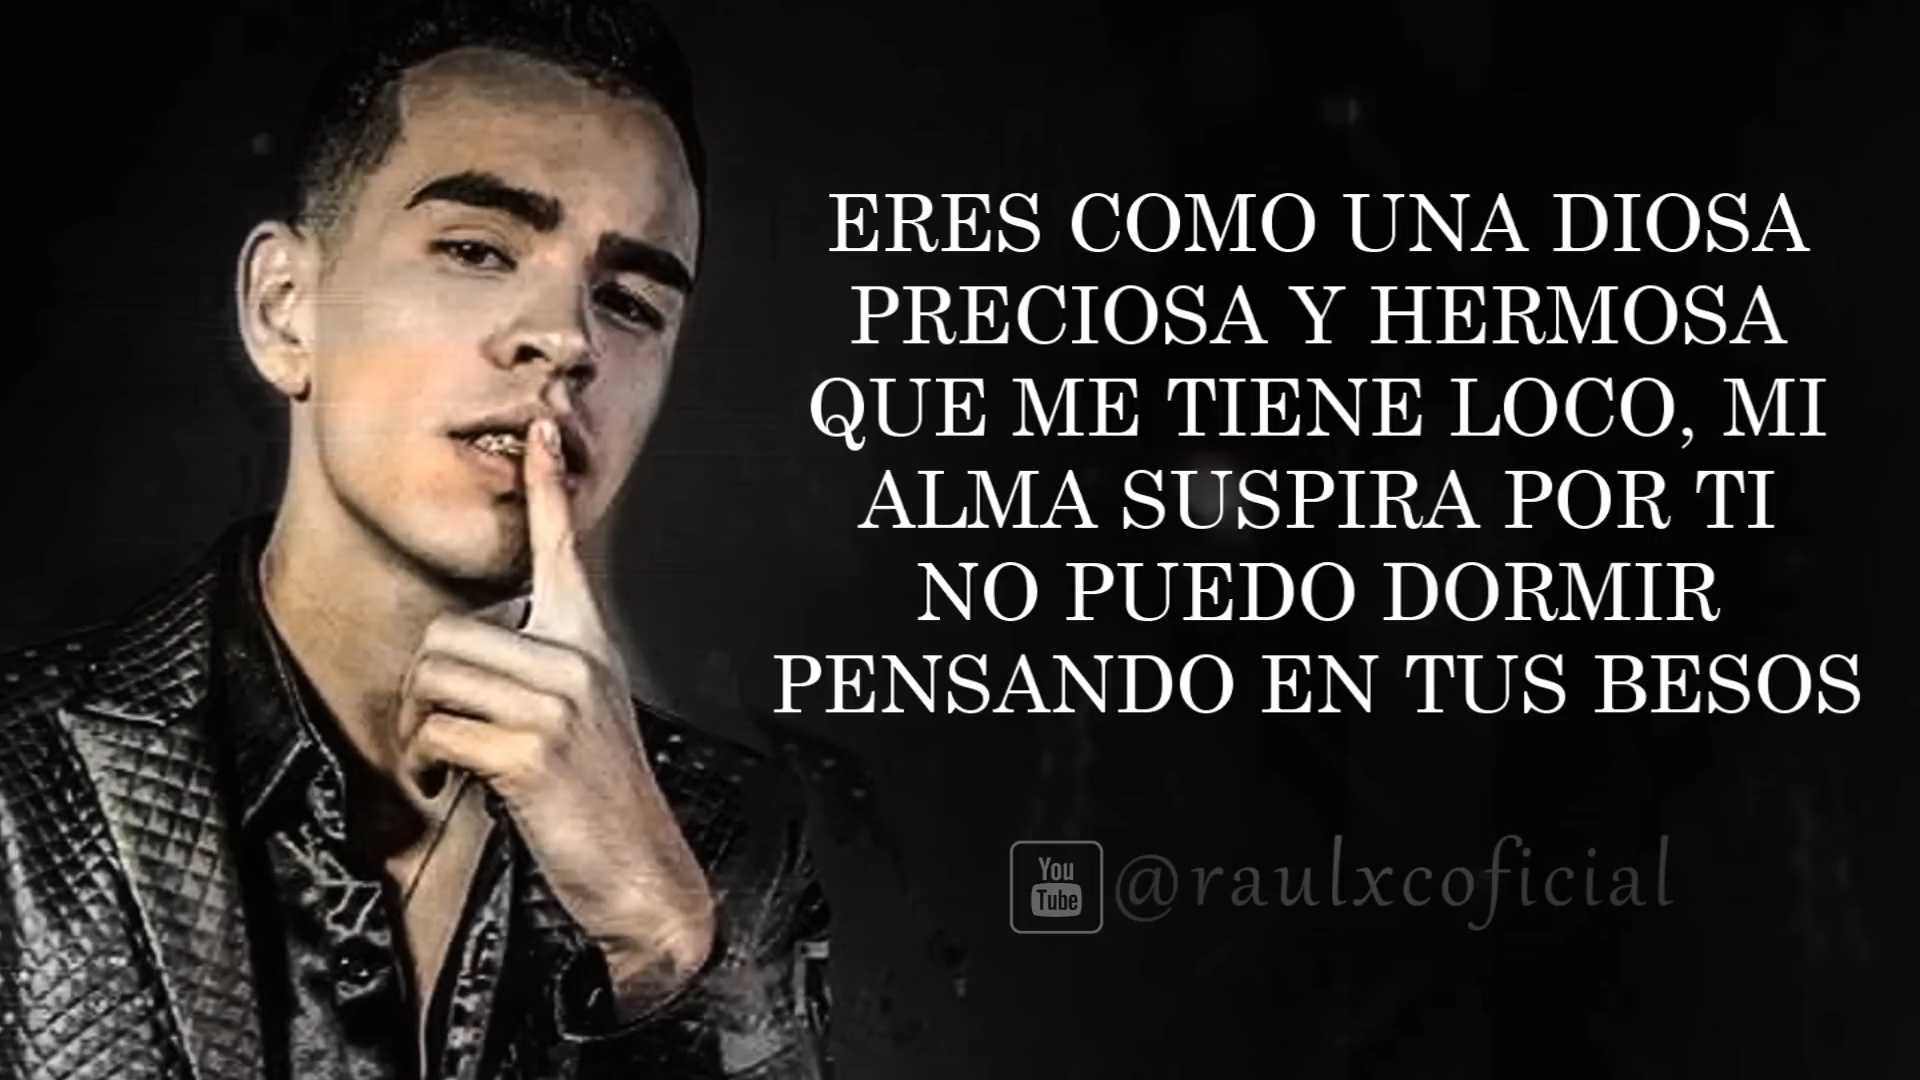 ERES COMO UNA DIOSA
PRECIOSA Y HERMOSA
QUE ME TIENE LOCO, MI
ALMA SUSPIRA POR TI
NO PUEDO DORMIR
PENSANDO EN TUS BESOS
You
Tube
@raulxcoficial